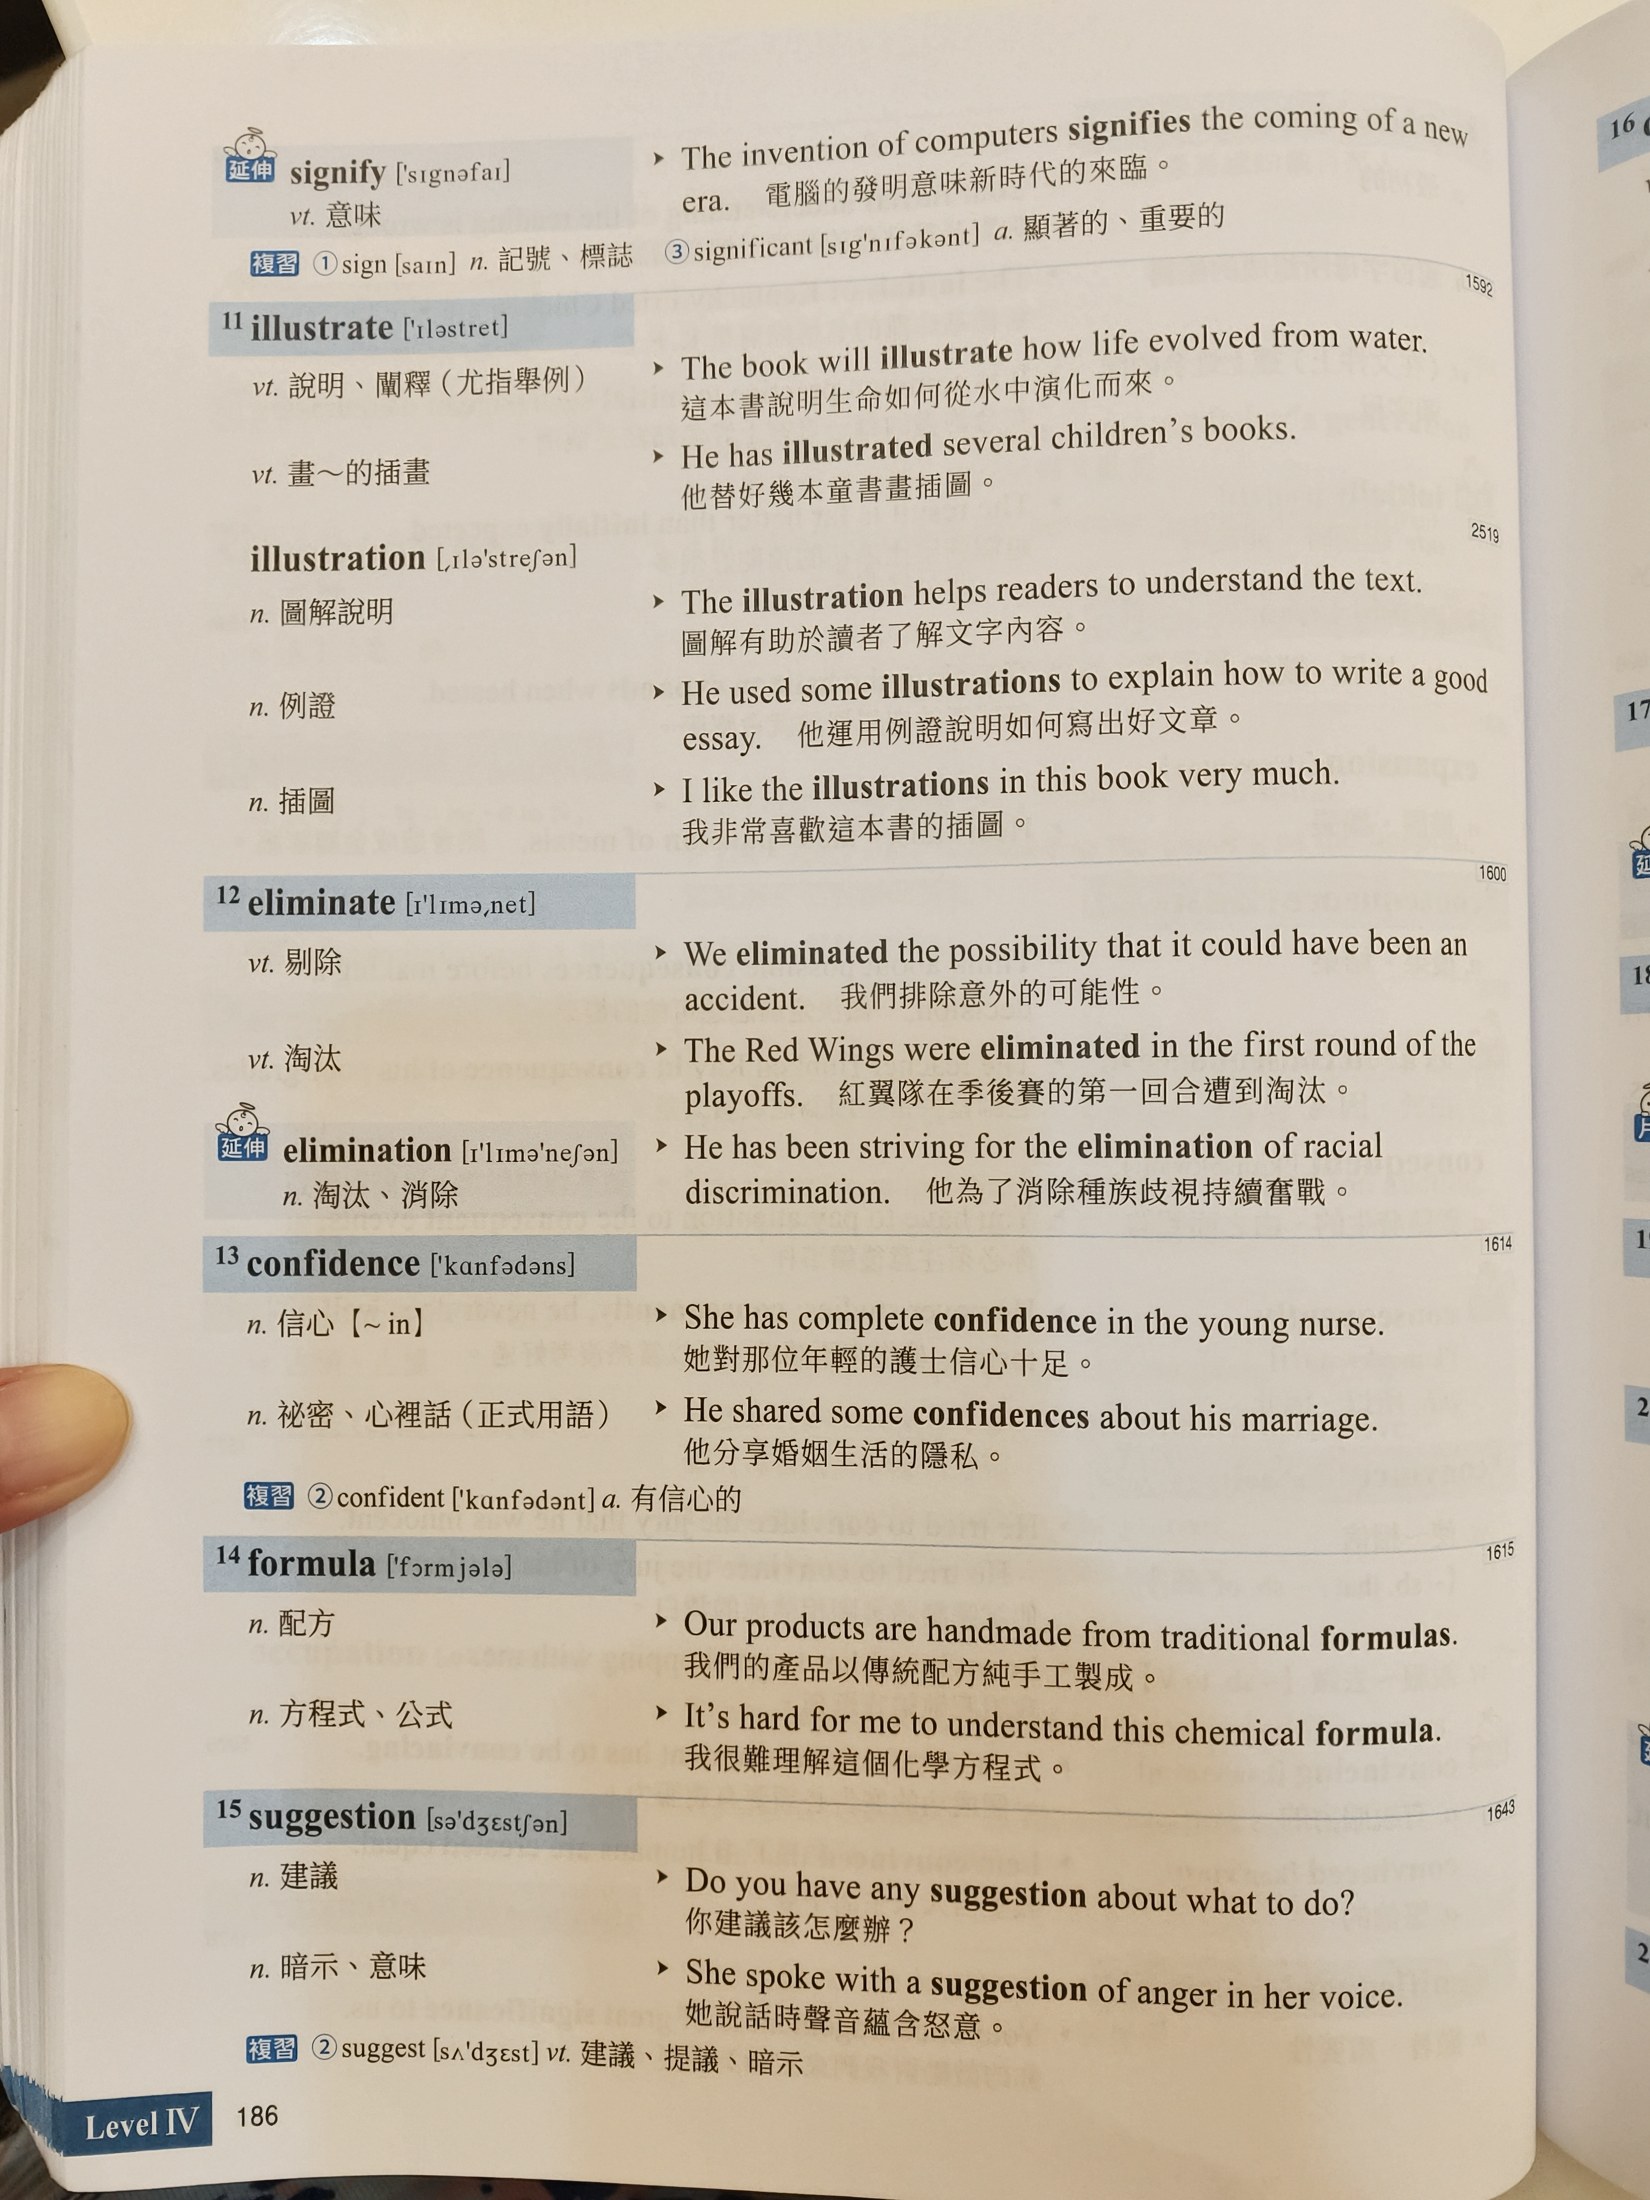 延伸 signify ['sɪgnəfaɪ]
vt. 意味
➤ The invention of computers signifies the coming of a new
era. 電腦的發明意味新時代的來臨。
複習 ①sign [saɪn] n. 記號、標誌 ③significant [sɪg'nɪfəkənt] a. 顯著的、重要的
1592
11 illustrate ['ɪləstret]
vt. 說明、闡釋（尤指舉例）
➤ The book will illustrate how life evolved from water.
這本書說明生命如何從水中演化而來。
vt. 畫～的插畫
➤ He has illustrated several children's books.
他替好幾本童書畫插圖。
2519
illustration [ˌɪlə'streʃən]
n. 圖解說明
➤ The illustration helps readers to understand the text.
圖解有助於讀者了解文字內容。
n. 例證
➤ He used some illustrations to explain how to write a good
essay. 他運用例證說明如何寫出好文章。
n. 插圖
➤ I like the illustrations in this book very much.
我非常喜歡這本書的插圖。
1600
12 eliminate [ɪ'lɪməˌnet]
vt. 剔除
➤ We eliminated the possibility that it could have been an
accident. 我們排除意外的可能性。
vt. 淘汰
➤ The Red Wings were eliminated in the first round of the
playoffs. 紅翼隊在季後賽的第一回合遭到淘汰。
延伸 elimination [ɪ'lɪmə'neʃən]
n. 淘汰、消除
➤ He has been striving for the elimination of racial
discrimination. 他為了消除種族歧視持續奮戰。
1614
13 confidence ['kɑnfədəns]
n. 信心【~ in】
➤ She has complete confidence in the young nurse.
她對那位年輕的護士信心十足。
n. 祕密、心裡話（正式用語）
➤ He shared some confidences about his marriage.
他分享婚姻生活的隱私。
複習 ②confident ['kɑnfədənt] a. 有信心的
1615
14 formula ['fɔrmjələ]
n. 配方
➤ Our products are handmade from traditional formulas.
我們的產品以傳統配方純手工製成。
n. 方程式、公式
➤ It's hard for me to understand this chemical formula.
我很難理解這個化學方程式。
1643
15 suggestion [sə'dʒɛstʃən]
n. 建議
➤ Do you have any suggestion about what to do?
你建議該怎麼辦？
n. 暗示、意味
➤ She spoke with a suggestion of anger in her voice.
她說話時聲音蘊含怒意。
複習 ②suggest [sʌ'dʒɛst] vt. 建議、提議、暗示
Level IV 186
16
17